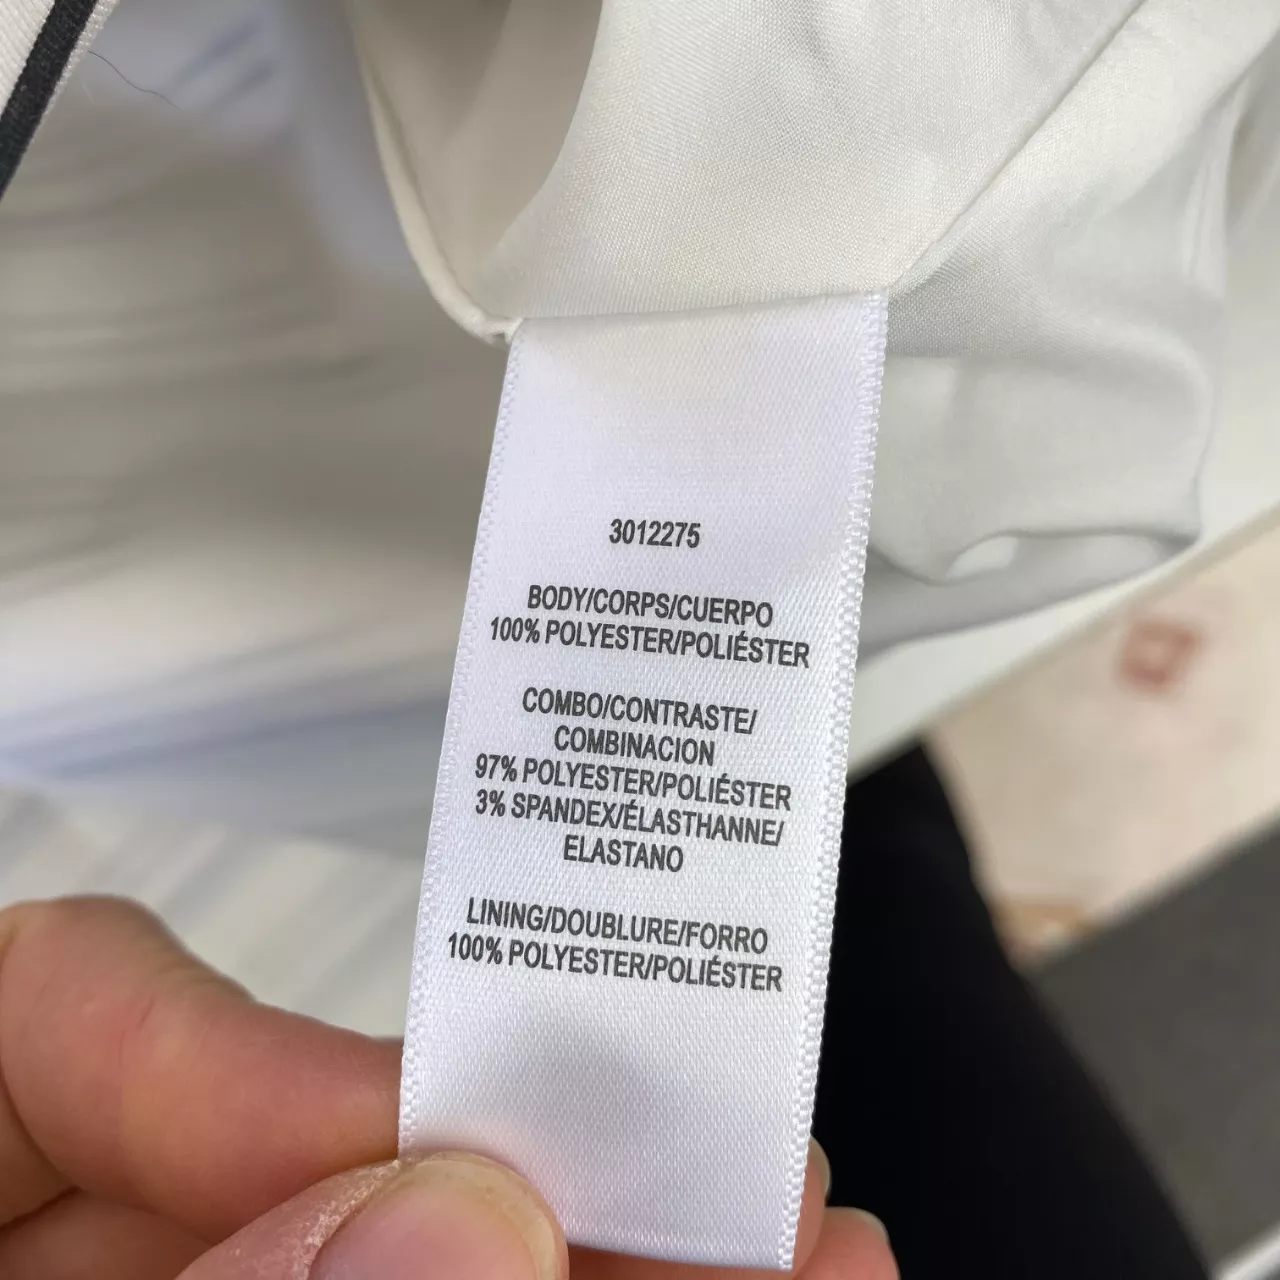 3012275
BODY/CORPS/CUERPO
100% POLYESTER/POLIÉSTER
COMBO/CONTRASTE/
COMBINACION
97% POLYESTER/POLIÉSTER
3% SPANDEX/ÉLASTHANNE/
ELASTANO
LINING/DOUBLURE/FORRO
100% POLYESTER/POLIÉSTER